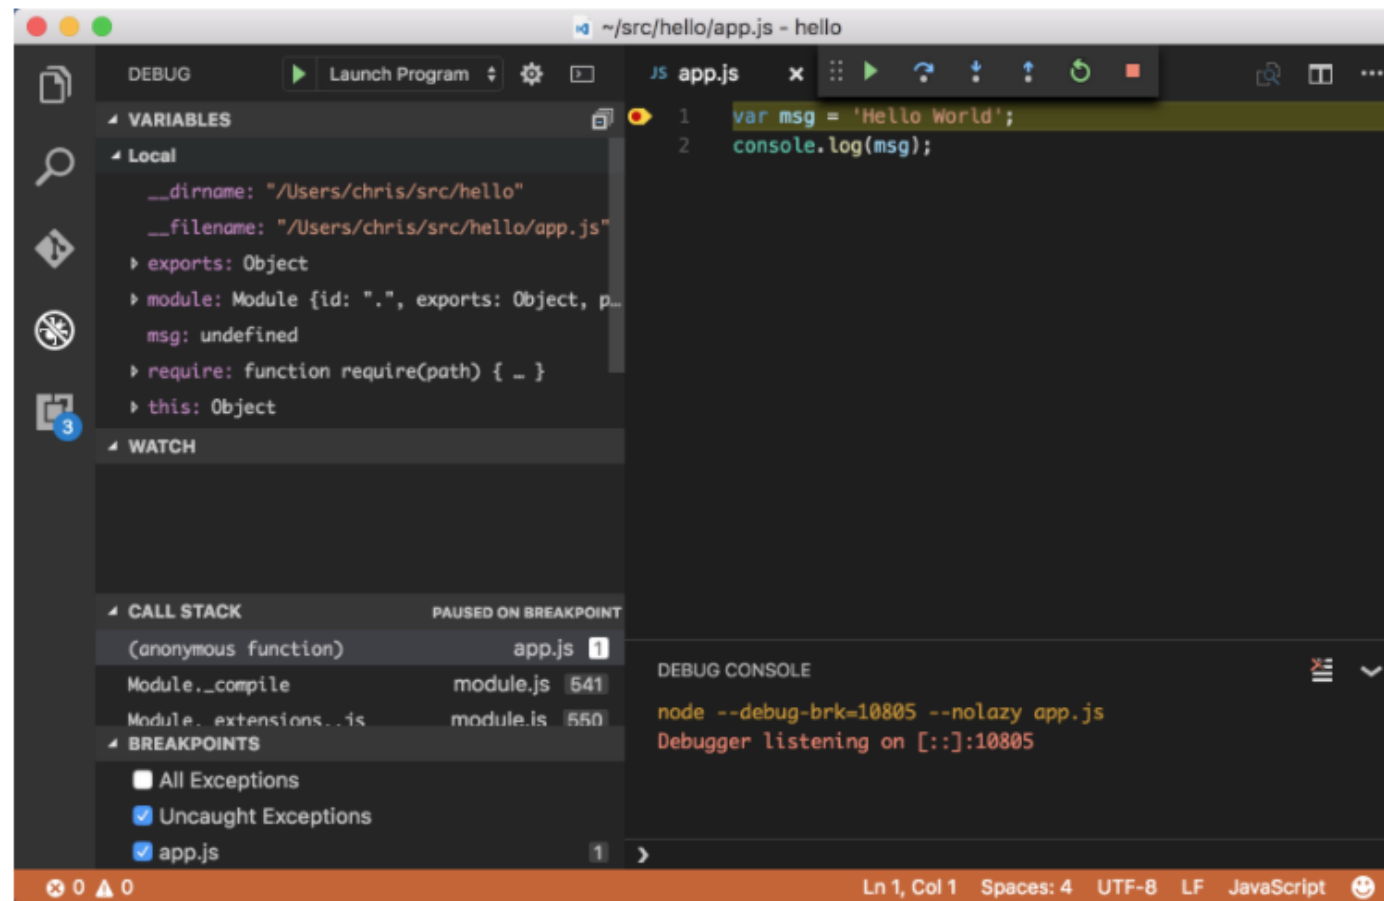 ~/src/hello/app.js - hello
DEBUG
Launch Program
VARIABLES
Local
__dirname: "/Users/chris/src/hello"
__filename: "/Users/chris/src/hello/app.js"
exports: Object
module: Module {id: ".", exports: Object, p…
msg: undefined
require: function require(path) { … }
this: Object
WATCH
CALL STACK PAUSED ON BREAKPOINT
(anonymous function) app.js 1
Module._compile module.js 541
Module._extensions..js module.js 550
BREAKPOINTS
All Exceptions
Uncaught Exceptions
app.js 1
3
JS app.js
1 var msg = 'Hello World';
2 console.log(msg);
DEBUG CONSOLE
node --debug-brk=10805 --nolazy app.js
Debugger listening on [::]:10805
0 0 Ln 1, Col 1 Spaces: 4 UTF-8 LF JavaScript